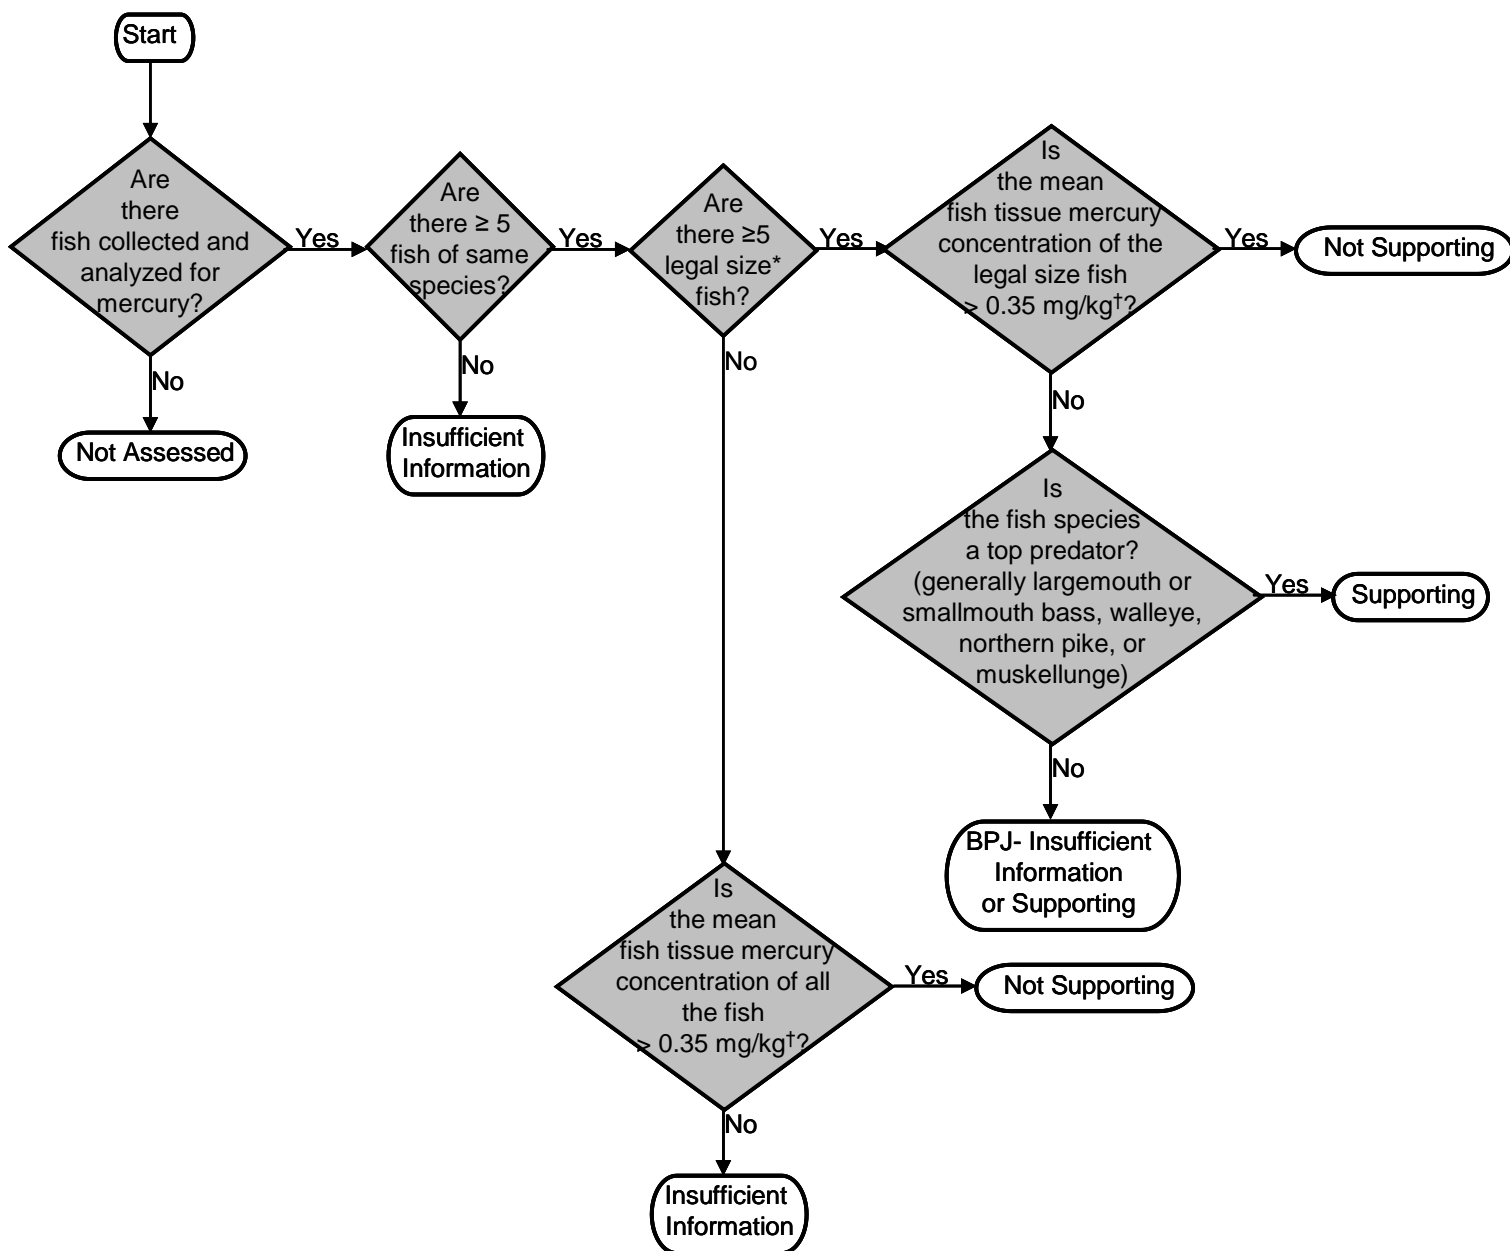 Start
Are
there
fish collected and
analyzed for
mercury?
Yes
No
Not Assessed
Are
there ≥ 5
fish of same
species?
Yes
No
Insufficient
Information
Are
there ≥5
legal size*
fish?
Yes
No
Is
the mean
fish tissue mercury
concentration of the
legal size fish
> 0.35 mg/kg†?
Yes
Not Supporting
No
Is
the fish species
a top predator?
(generally largemouth or
smallmouth bass, walleye,
northern pike, or
muskellunge)
Yes
Supporting
No
BPJ- Insufficient
Information
or Supporting
Is
the mean
fish tissue mercury
concentration of all
the fish
> 0.35 mg/kg†?
Yes
Not Supporting
No
Insufficient
Information